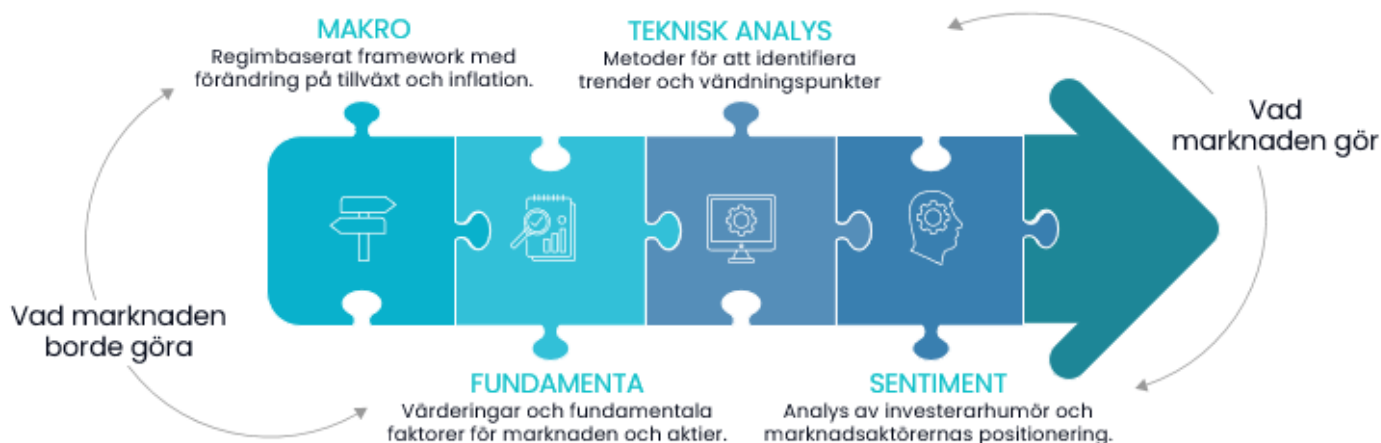 MAKRO
Regimbaserat framework med
förändring på tillväxt och inflation.
TEKNISK ANALYS
Metoder för att identifiera
trender och vändningspunkter
Vad
marknaden gör
Vad marknaden
borde göra
FUNDAMENTA
Värderingar och fundamentala
faktorer för marknaden och aktier.
SENTIMENT
Analys av investerarhumör och
marknadsaktörernas positionering.